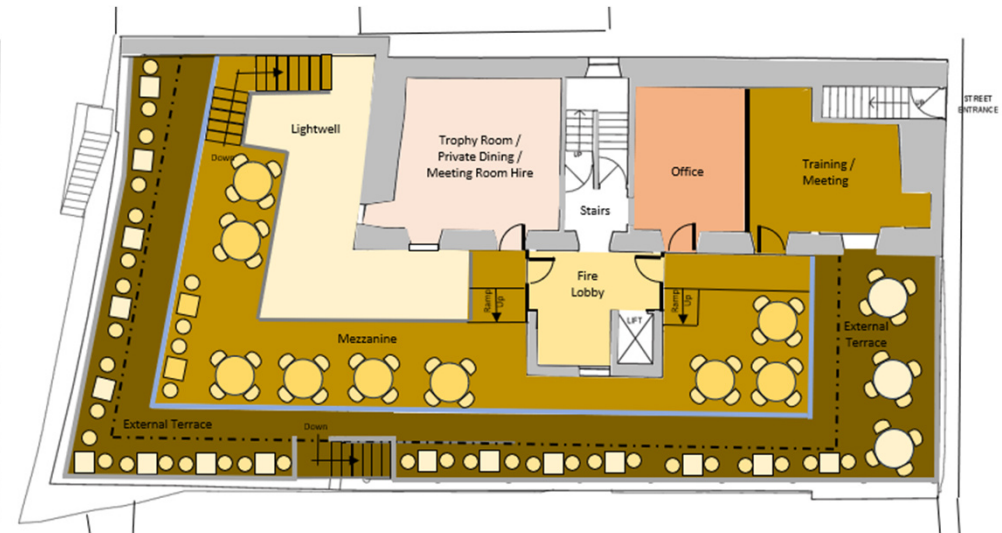 STREET
ENTRANCE
UP
Lightwell
Trophy Room /
Private Dining /
Meeting Room Hire
UP
Office
Training /
Meeting
Down
Stairs
Fire
Lobby
Ramp
Up
Ramp
Up
LIFT
External
Terrace
Mezzanine
External Terrace
Down